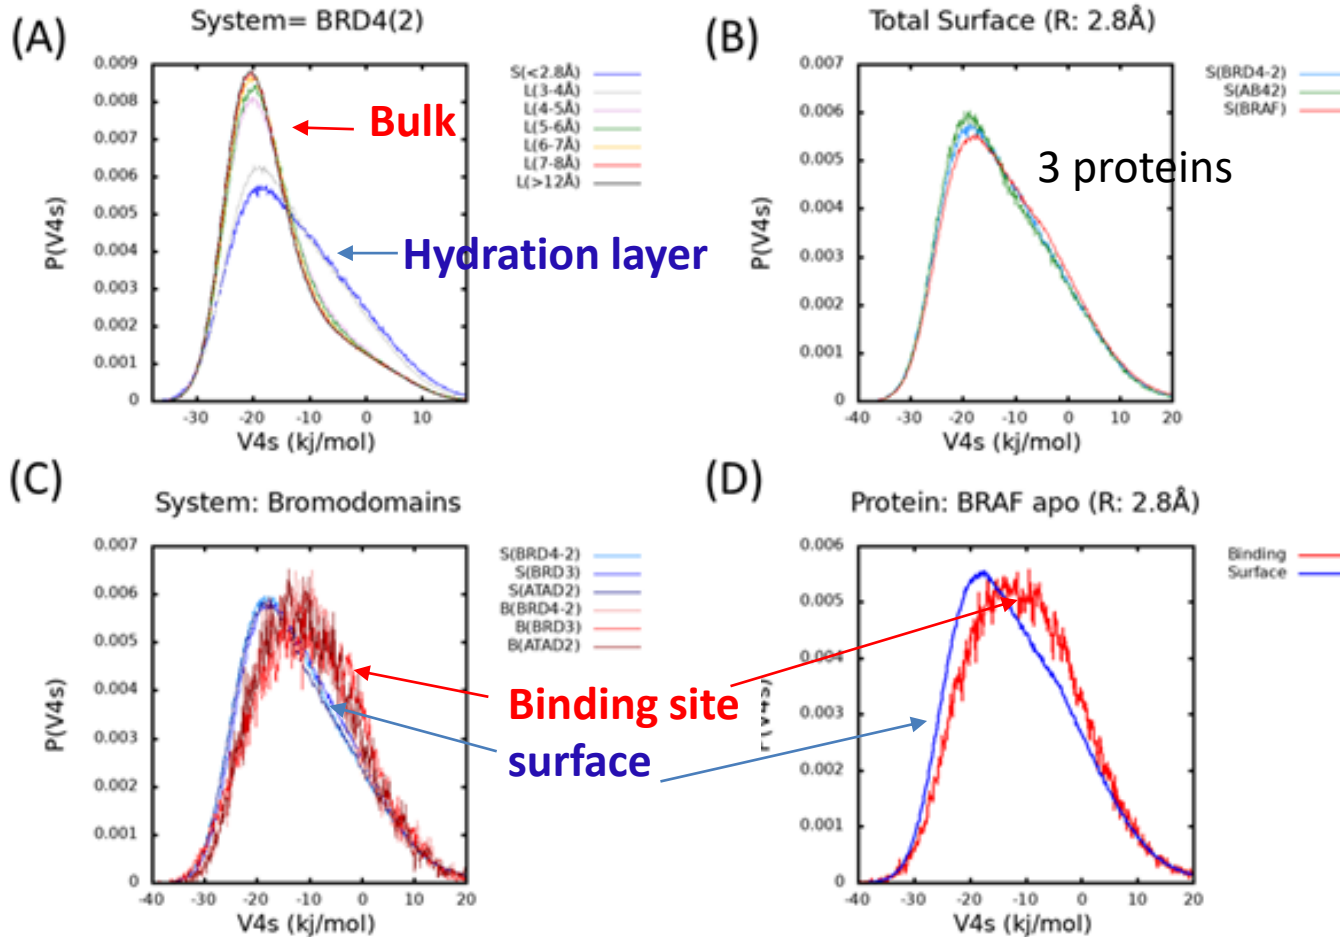 (A)
System= BRD4(2)
0.009
0.008
0.007
0.006
0.005
0.004
0.003
0.002
0.001
0
P(V4s)
-30
-20
-10
0
10
V4s (kj/mol)
S(<2.8Å)
L(3-4Å)
L(4-5Å)
L(5-6Å)
L(6-7Å)
L(7-8Å)
L(>12Å)
Bulk
Hydration layer
(B)
Total Surface (R: 2.8Å)
0.007
0.006
0.005
0.004
0.003
0.002
0.001
0
P(V4s)
-40
-30
-20
-10
0
10
20
V4s (kj/mol)
S(BRD4-2)
S(AB42)
S(BRAF)
3 proteins
(C)
System: Bromodomains
0.007
0.006
0.005
0.004
0.003
0.002
0.001
0
P(V4s)
-40
-30
-20
-10
0
10
20
V4s (kj/mol)
S(BRD4-2)
S(BRD3)
S(ATAD2)
B(BRD4-2)
B(BRD3)
B(ATAD2)
Binding site
surface
(D)
Protein: BRAF apo (R: 2.8Å)
0.006
0.005
0.004
0.003
0.002
0.001
0
-40
-30
-20
-10
0
10
20
V4s (kj/mol)
Binding
Surface